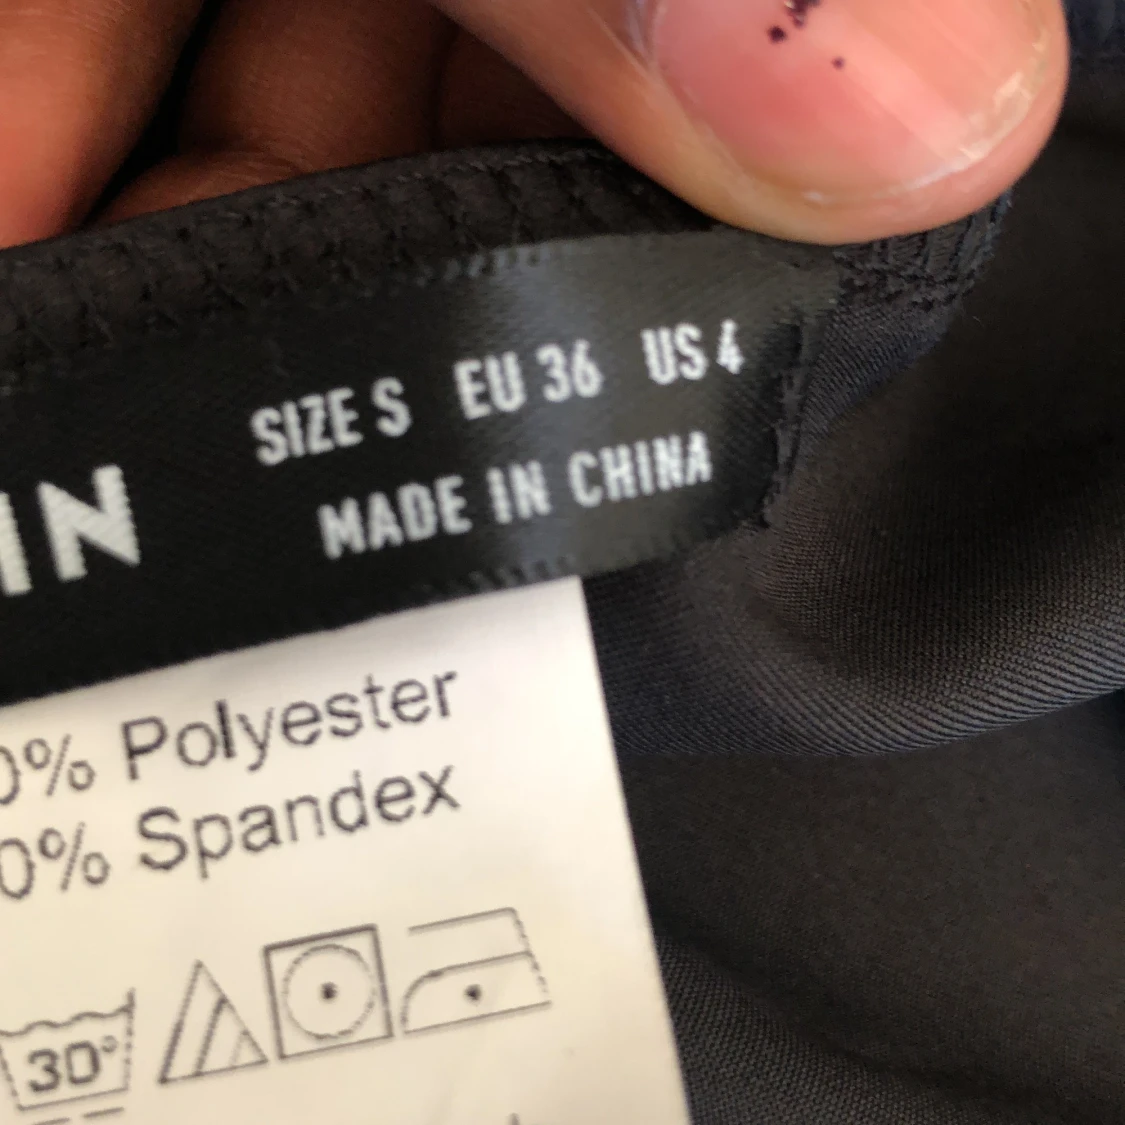 SIZE S EU 36 US 4
MADE IN CHINA
IN
0% Polyester
0% Spandex
30°